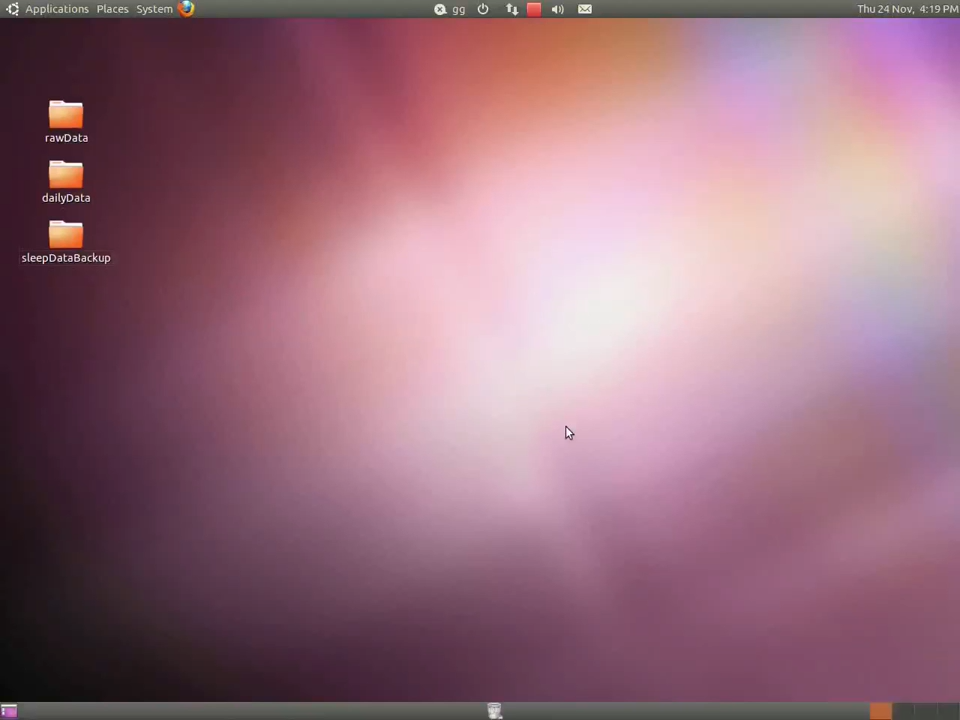 Applications Places System gg Thu 24 Nov, 4:19 PM
rawData
dailyData
sleepDataBackup